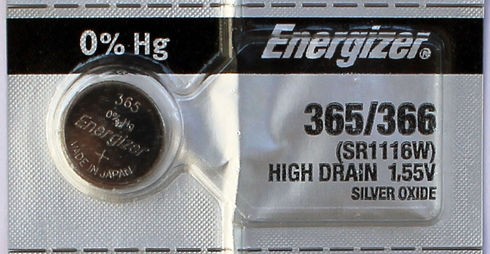 0% Hg
365
0%Hg
Energizer
+
MADE IN JAPAN
Energizer®
365/366
(SR1116W)
HIGH DRAIN 1.55V
SILVER OXIDE